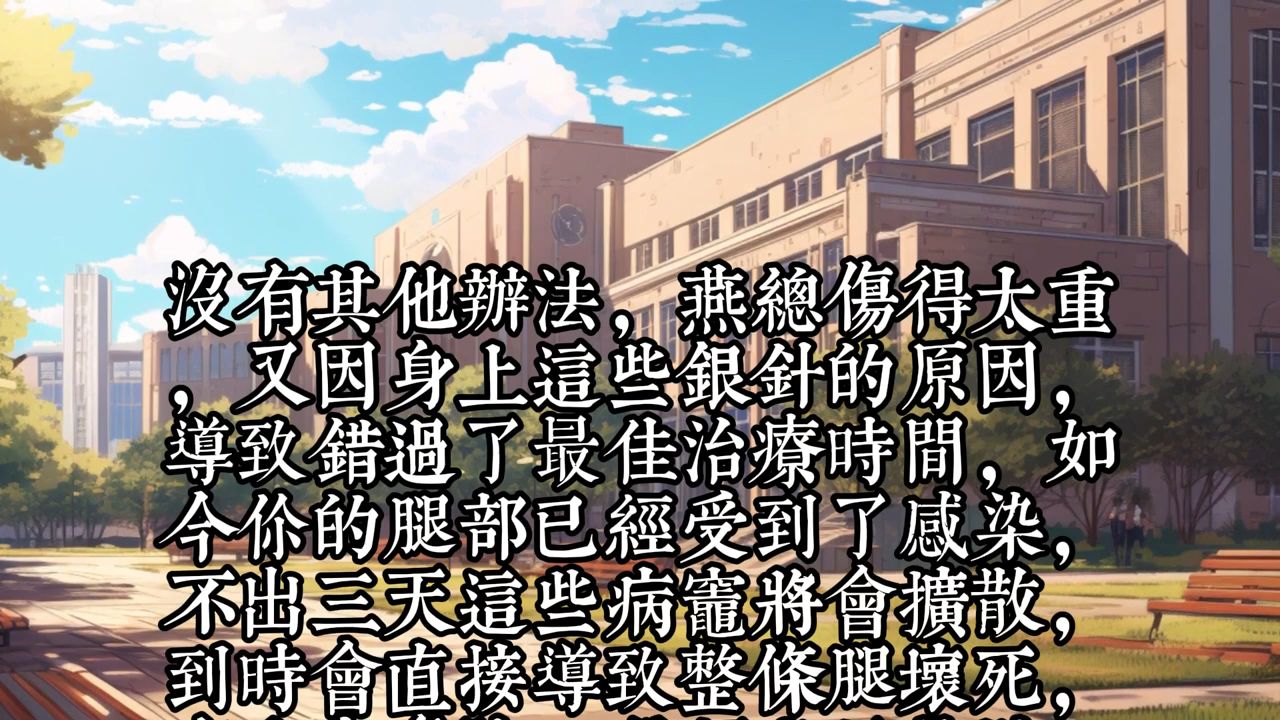 沒有其他辦法，燕總傷得太重
，又因身上這些銀針的原因，
導致錯過了最佳治療時間，如
今你的腿部已經受到了感染，
不出三天這些病竈將會擴散，
到時會直接導致整條腿壞死，